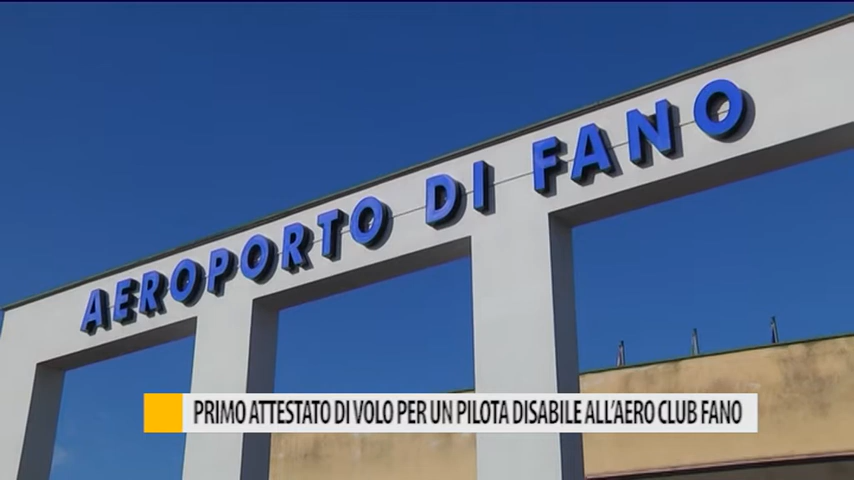 AEROPORTO DI FANO
PRIMO ATTESTATO DI VOLO PER UN PILOTA DISABILE ALL'AERO CLUB FANO